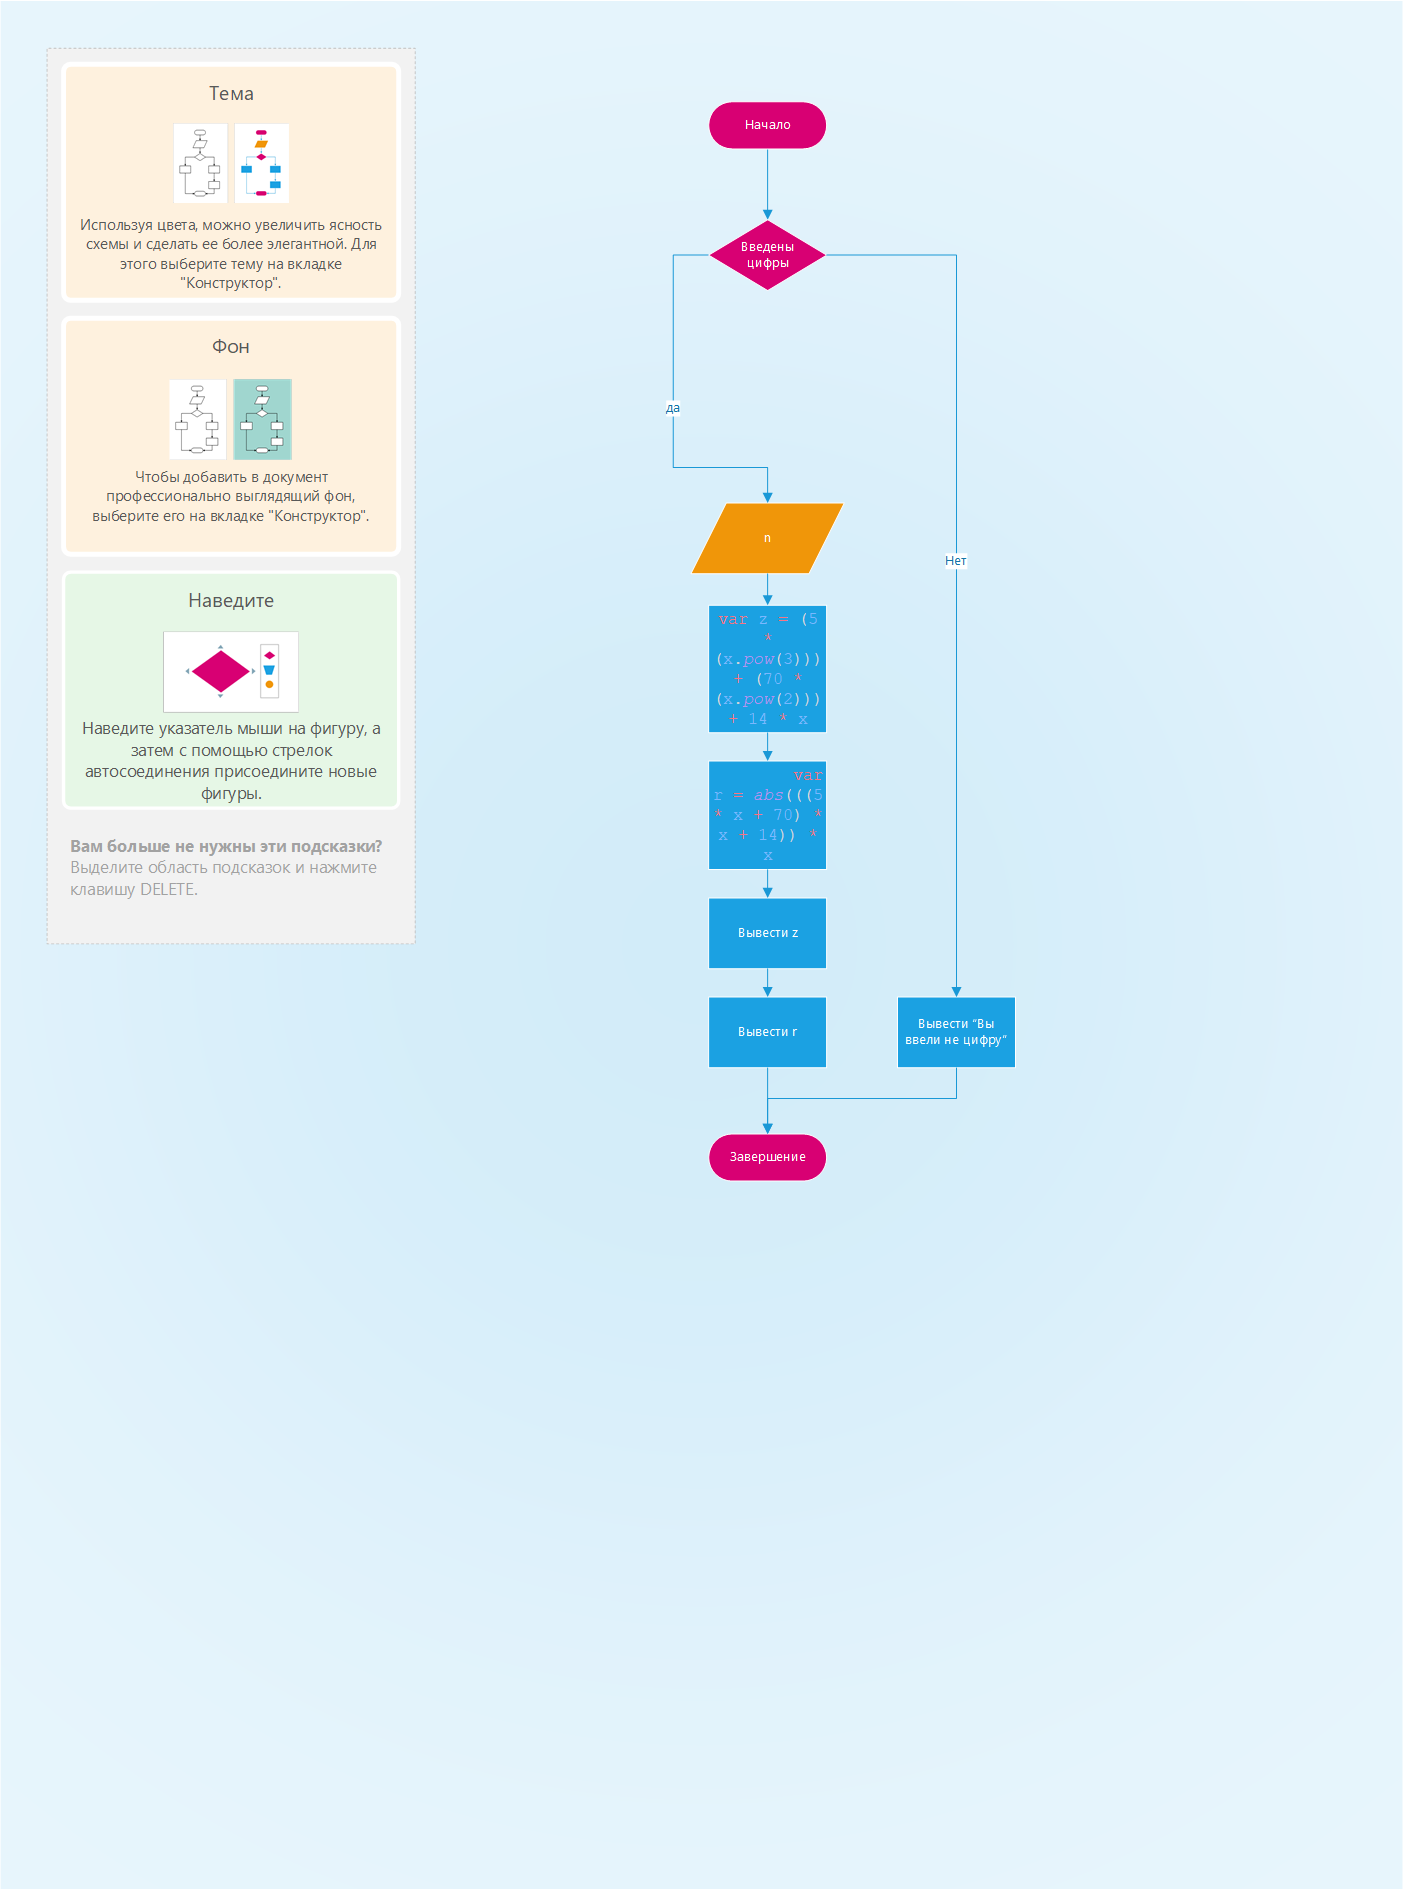 Тема
Используя цвета, можно увеличить ясность
схемы и сделать ее более элегантной. Для
этого выберите тему на вкладке
"Конструктор".
Фон
Чтобы добавить в документ
профессионально выглядящий фон,
выберите его на вкладке "Конструктор".
Наведите
Наведите указатель мыши на фигуру, а
затем с помощью стрелок
автосоединения присоедините новые
фигуры.
Вам больше не нужны эти подсказки?
Выделите область подсказок и нажмите
клавишу DELETE.
Начало
Введены
цифры
да
Нет
n
var z = (5
*
(x.pow(3)))
+ (70 *
(x.pow(2)))
+ 14 * x
var
r = abs(((5
* x + 70) *
x + 14)) *
x
Вывести z
Вывести r
Вывести “Вы
ввели не цифру”
Завершение